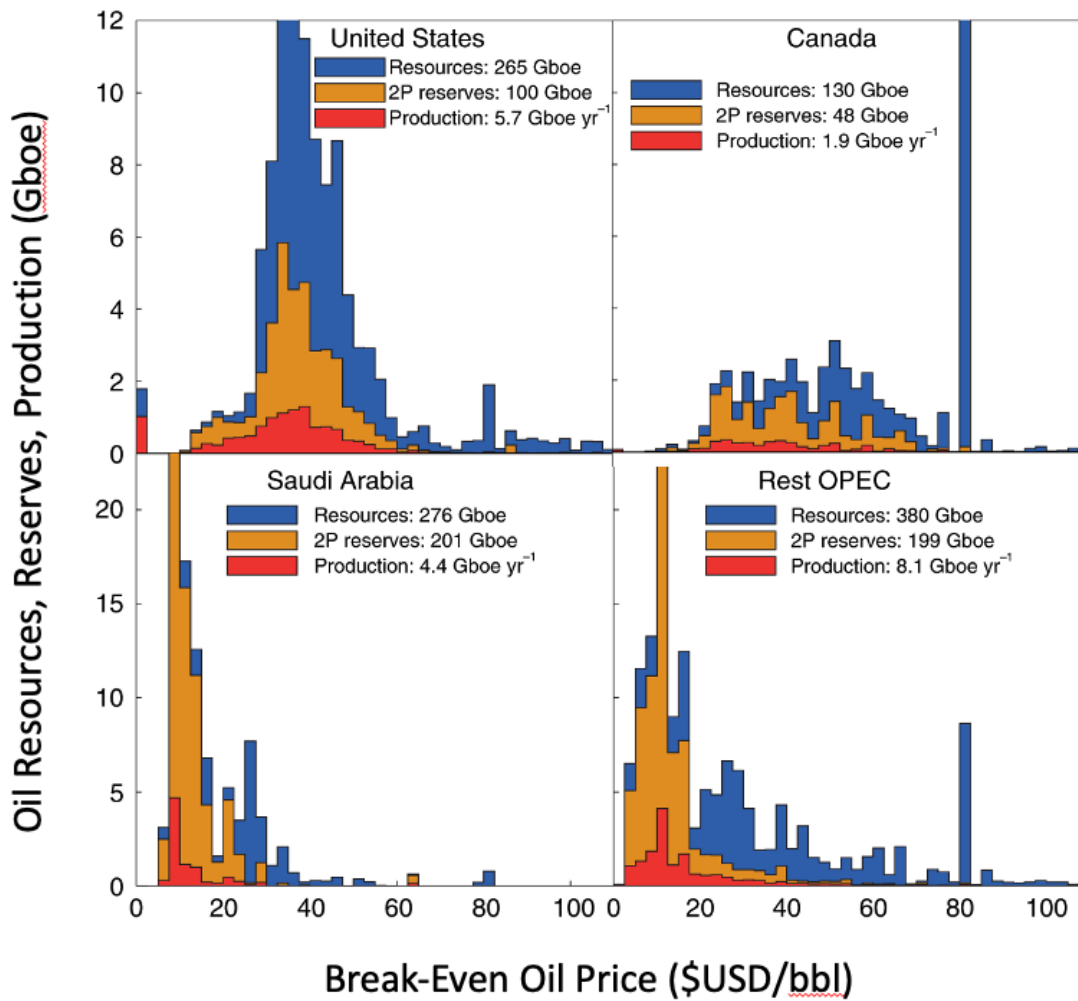 Oil Resources, Reserves, Production (Gboe)
12
10
8
6
4
2
0
United States
Resources: 265 Gboe
2P reserves: 100 Gboe
Production: 5.7 Gboe yr⁻¹
Canada
Resources: 130 Gboe
2P reserves: 48 Gboe
Production: 1.9 Gboe yr⁻¹
20
15
10
5
0
Saudi Arabia
Resources: 276 Gboe
2P reserves: 201 Gboe
Production: 4.4 Gboe yr⁻¹
Rest OPEC
Resources: 380 Gboe
2P reserves: 199 Gboe
Production: 8.1 Gboe yr⁻¹
0 20 40 60 80 100
20 40 60 80 100
Break-Even Oil Price ($USD/bbl)